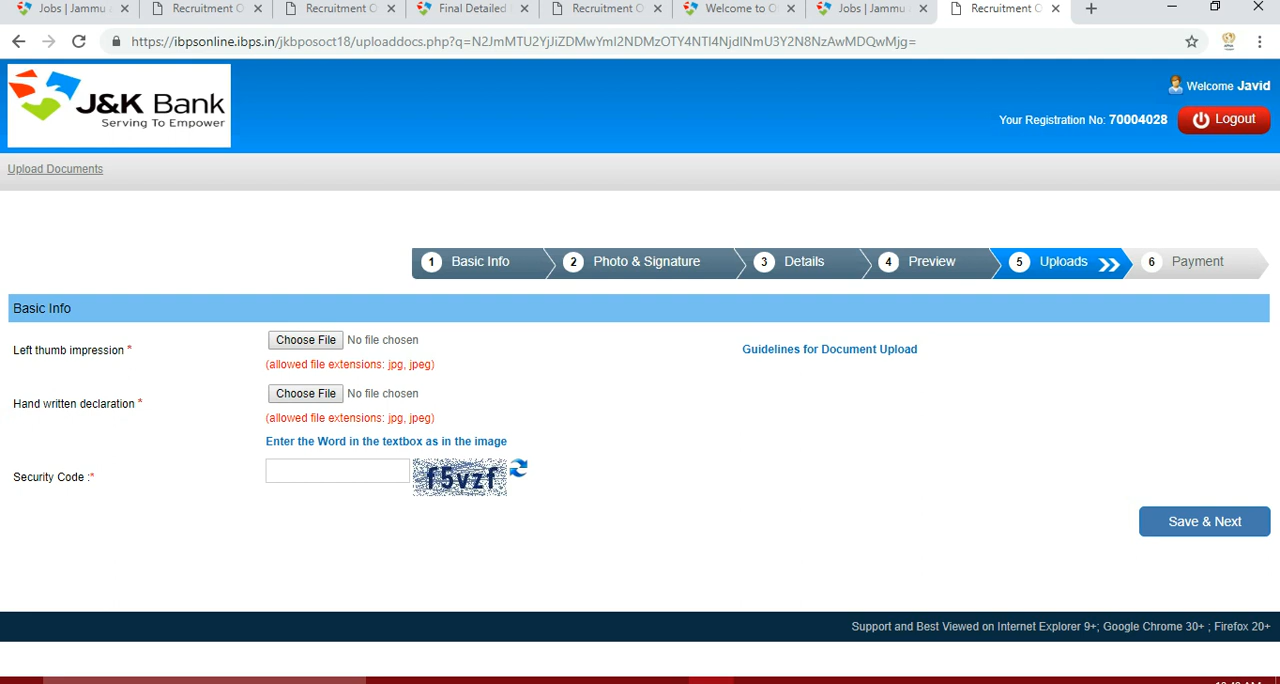 Jobs | Jammu
Recruitment O
Recruitment O
Final Detailed
Recruitment O
Welcome to O
Jobs | Jammu
Recruitment O
https://ibpsonline.ibps.in/jkbposoct18/uploaddocs.php?q=N2JmMTU2YjJiZDMwYmI2NDMzOTY4NTI4NjdlNmU3Y2N8NzAwMDQwMjg=
J&K Bank
Serving To Empower
Welcome Javid
Your Registration No: 70004028
Logout
Upload Documents
1 Basic Info
2 Photo & Signature
3 Details
4 Preview
5 Uploads
6 Payment
Basic Info
Left thumb impression *
Choose File No file chosen
(allowed file extensions: jpg, jpeg)
Guidelines for Document Upload
Hand written declaration *
Choose File No file chosen
(allowed file extensions: jpg, jpeg)
Enter the Word in the textbox as in the image
Security Code :*
f5vzf
Save & Next
Support and Best Viewed on Internet Explorer 9+; Google Chrome 30+ ; Firefox 20+